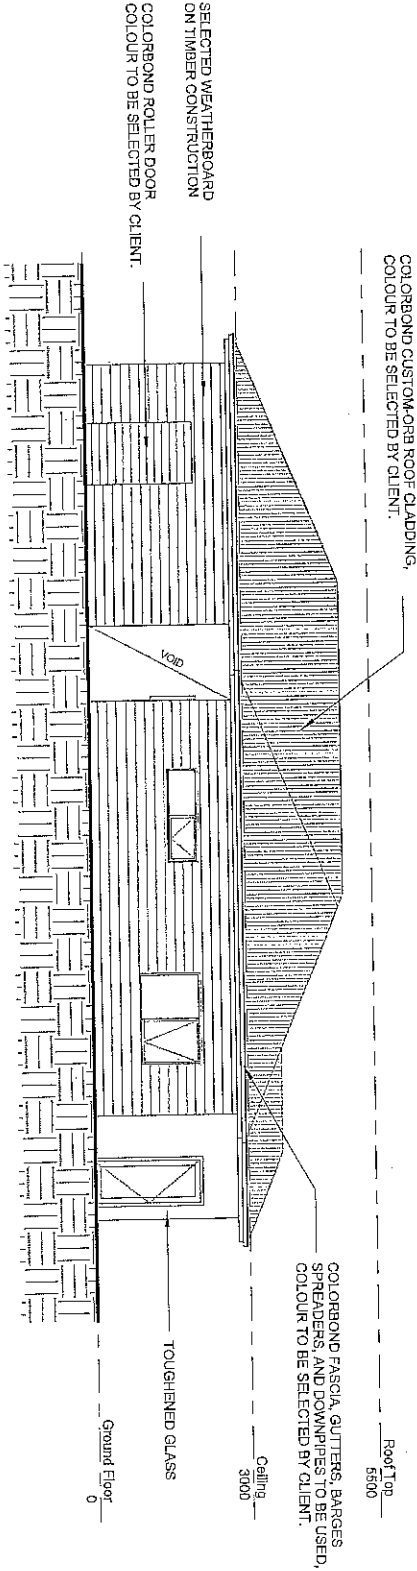 COLORBOND CUSTOM-ORB ROOF CLADDING,
COLOUR TO BE SELECTED BY CLIENT.
SELECTED WEATHERBOARD
ON TIMBER CONSTRUCTION
COLORBOND ROLLER DOOR
COLOUR TO BE SELECTED BY CLIENT.
VOID
Roof Top
5500
COLORBOND FASCIA, GUTTERS, BARGES
SPREADERS, AND DOWNPIPES TO BE USED,
COLOUR TO BE SELECTED BY CLIENT.
Ceiling
3000
TOUGHENED GLASS
Ground Floor
0